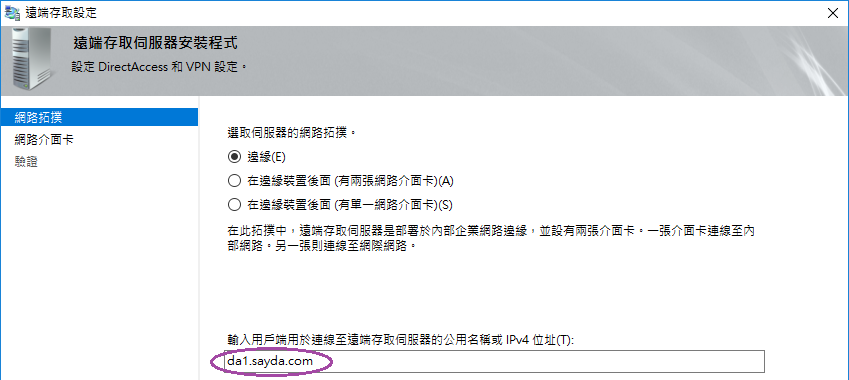 遠端存取設定
遠端存取伺服器安裝程式
設定 DirectAccess 和 VPN 設定。
網路拓撲
網路介面卡
驗證
選取伺服器的網路拓撲。
邊緣(E)
在邊緣裝置後面 (有兩張網路介面卡)(A)
在邊緣裝置後面 (有單一網路介面卡)(S)
在此拓撲中，遠端存取伺服器是部署於內部企業網路邊緣，並設有兩張介面卡。一張介面卡連線至內
部網路。另一張則連線至網際網路。
輸入用戶端用於連線至遠端存取伺服器的公用名稱或 IPv4 位址(T):
da1.sayda.com